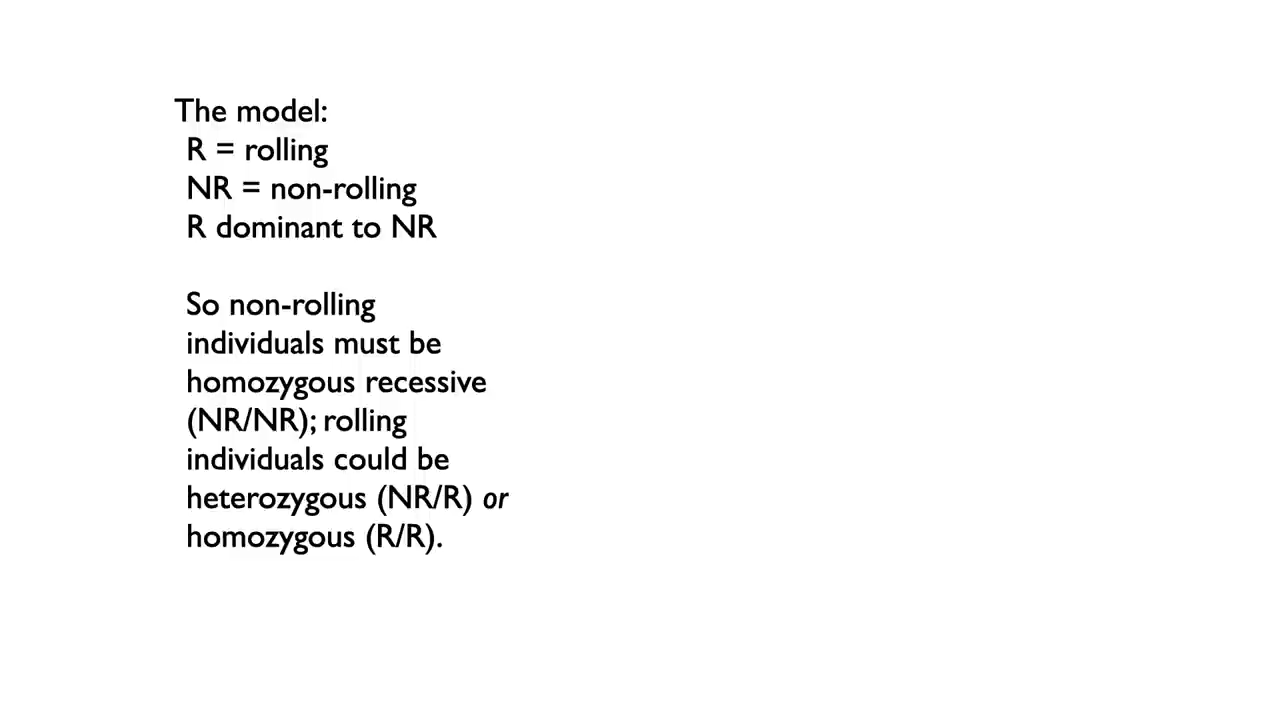 The model:
R = rolling
NR = non-rolling
R dominant to NR
So non-rolling
individuals must be
homozygous recessive
(NR/NR); rolling
individuals could be
heterozygous (NR/R) or
homozygous (R/R).